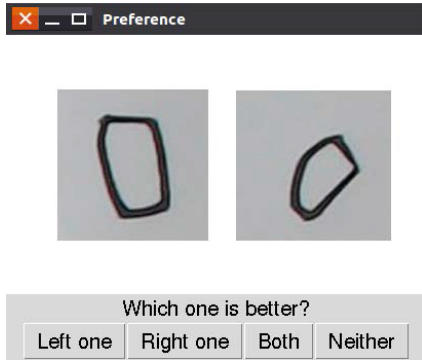 Preference
Which one is better?
Left one Right one Both Neither